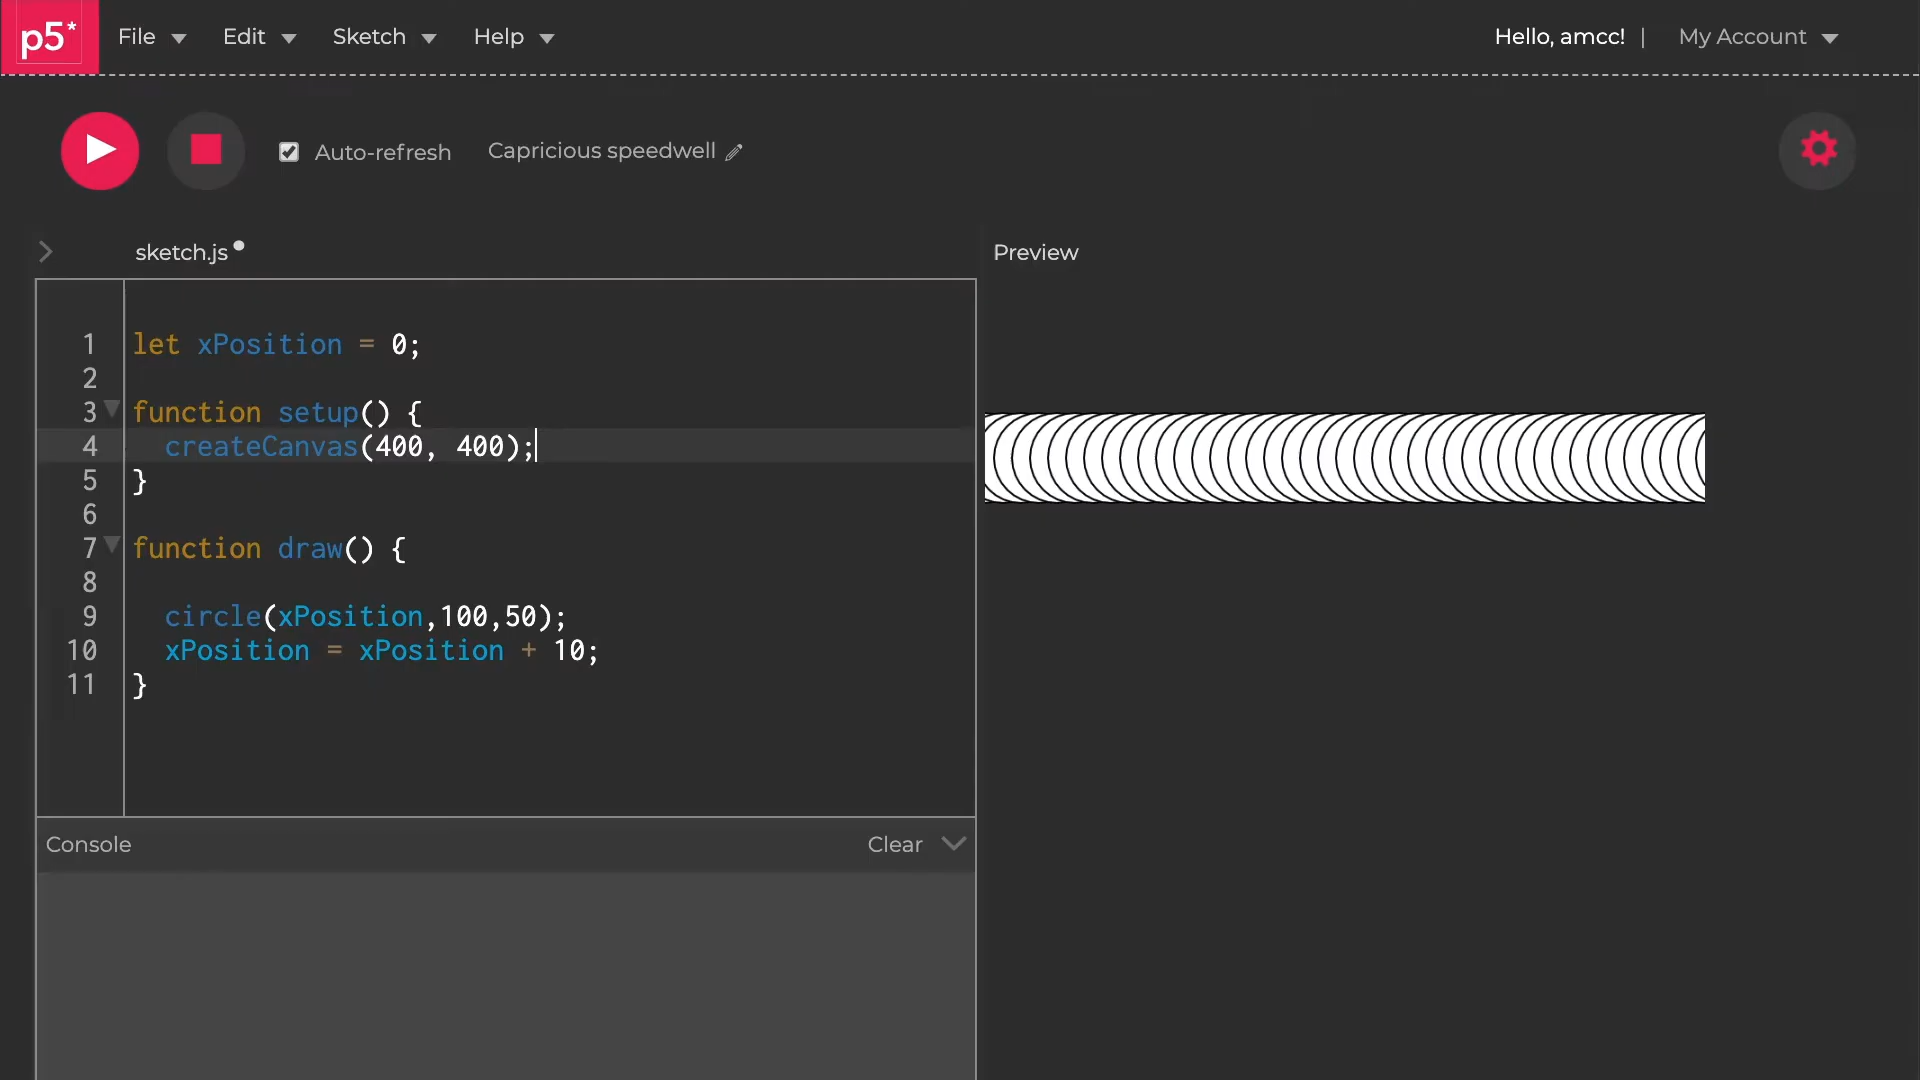 p5* File Edit Sketch Help Hello, amcc! | My Account
Auto-refresh Capricious speedwell
sketch.js Preview
1 let xPosition = 0;
2
3 function setup() {
4 createCanvas(400, 400);
5 }
6
7 function draw() {
8
9 circle(xPosition,100,50);
10 xPosition = xPosition + 10;
11 }
Console Clear